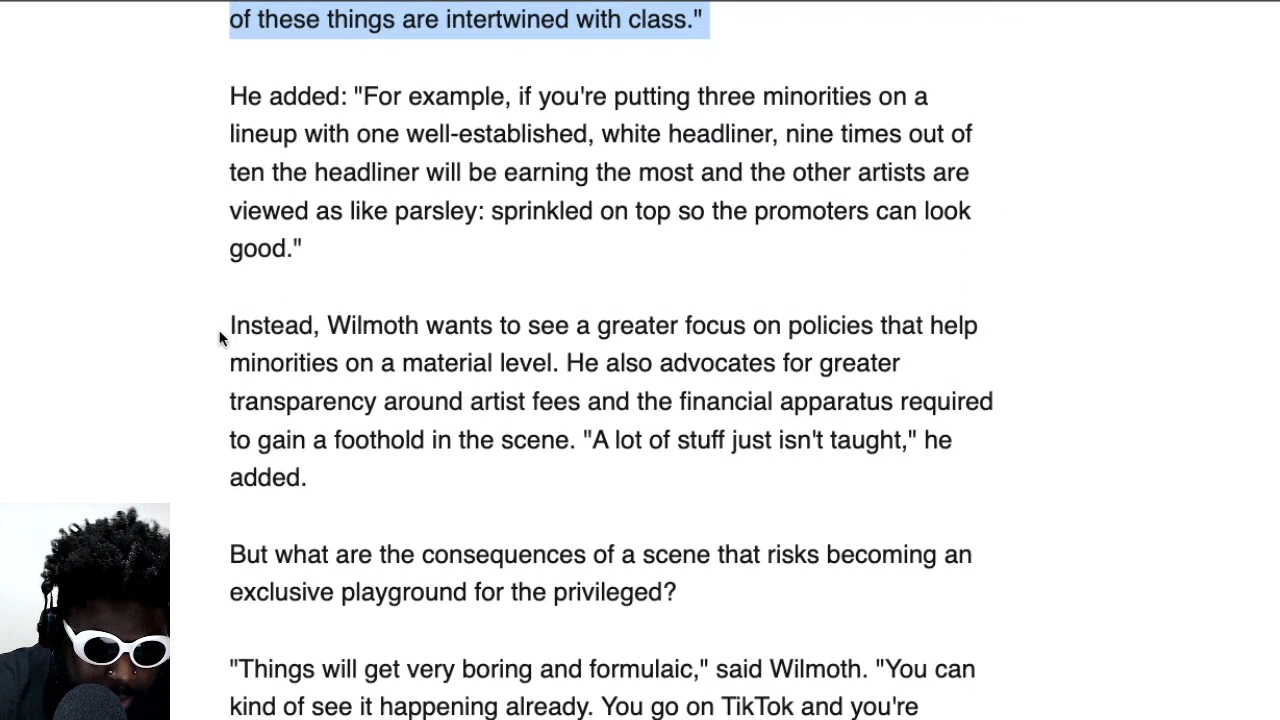 of these things are intertwined with class."
He added: "For example, if you're putting three minorities on a
lineup with one well-established, white headliner, nine times out of
ten the headliner will be earning the most and the other artists are
viewed as like parsley: sprinkled on top so the promoters can look
good."
Instead, Wilmoth wants to see a greater focus on policies that help
minorities on a material level. He also advocates for greater
transparency around artist fees and the financial apparatus required
to gain a foothold in the scene. "A lot of stuff just isn't taught," he
added.
But what are the consequences of a scene that risks becoming an
exclusive playground for the privileged?
"Things will get very boring and formulaic," said Wilmoth. "You can
kind of see it happening already. You go on TikTok and you're